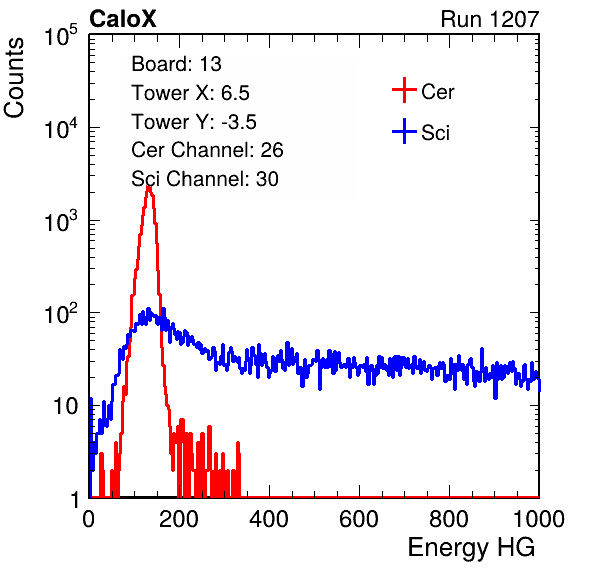 CaloX Run 1207
Counts
Board: 13
Tower X: 6.5
Tower Y: -3.5
Cer Channel: 26
Sci Channel: 30
Cer
Sci
10^5
10^4
10^3
10^2
10
1
0 200 400 600 800 1000
Energy HG